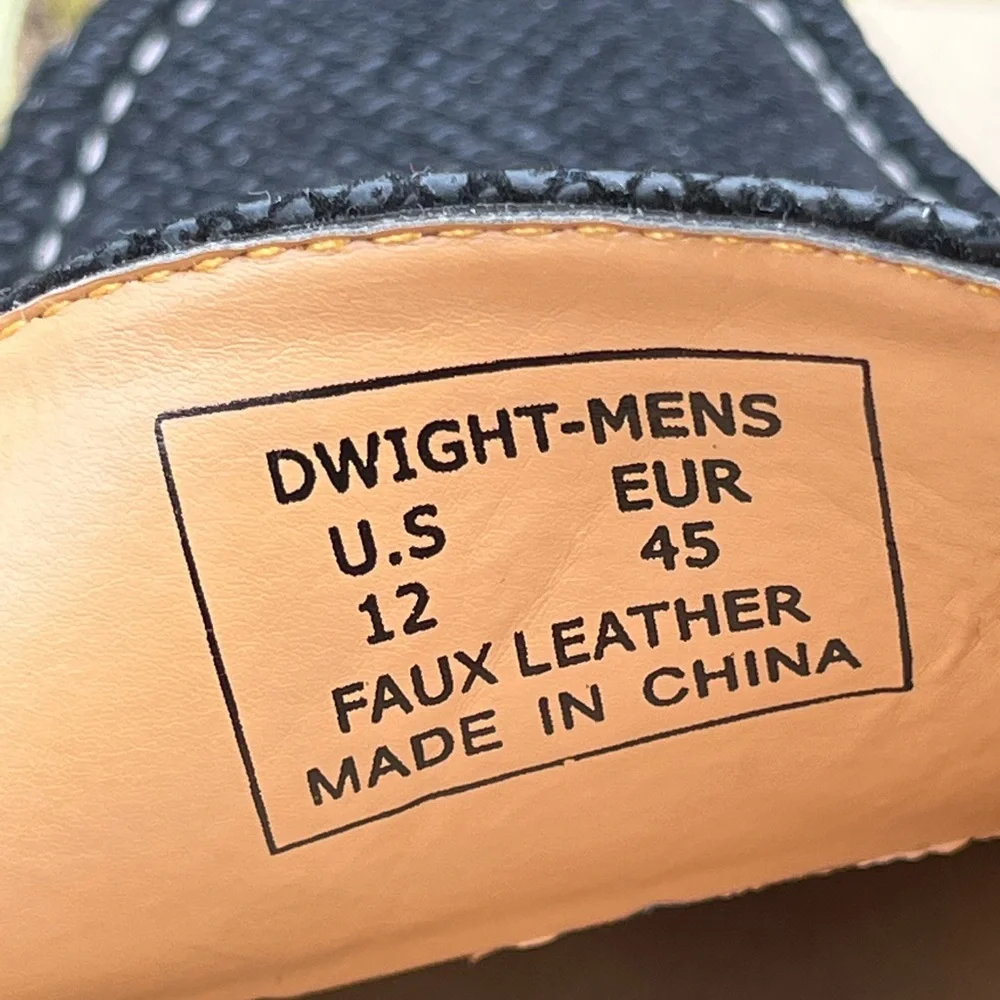 DWIGHT-MENS
U.S EUR
12 45
FAUX LEATHER
MADE IN CHINA